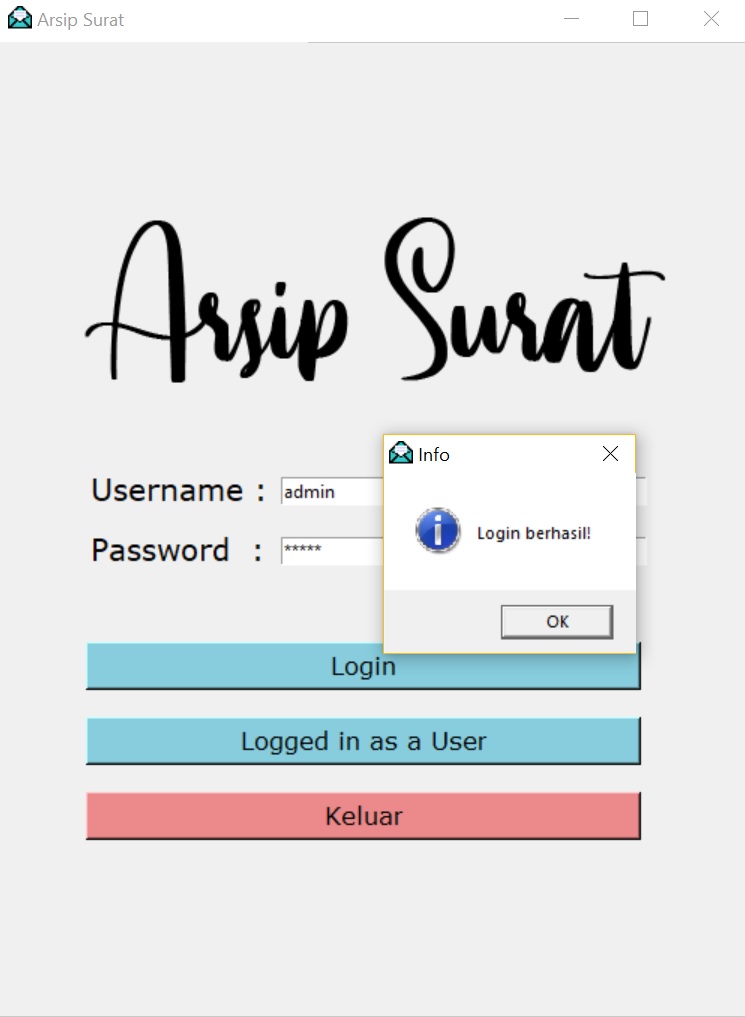 Arsip Surat
Arsip Surat
Info
Username : admin
Login berhasil!
Password : *****
OK
Login
Logged in as a User
Keluar